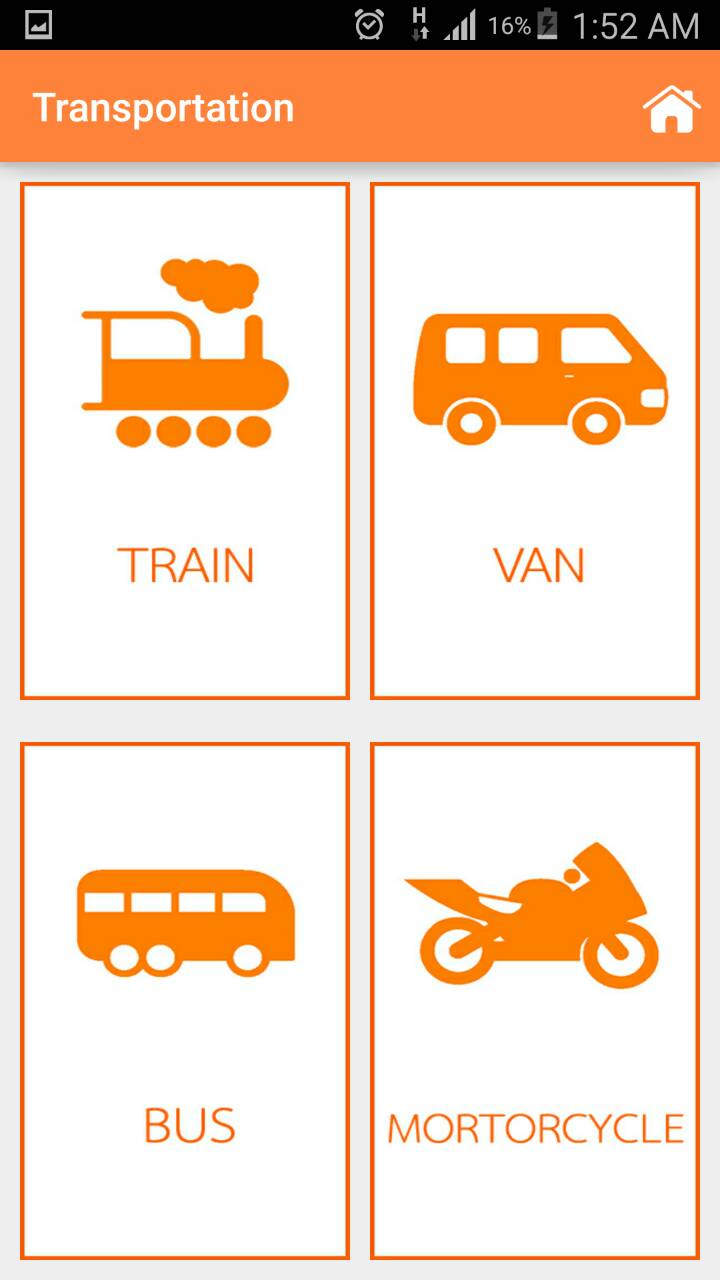 H 16% 1:52 AM
Transportation
TRAIN
VAN
BUS
MORTORCYCLE